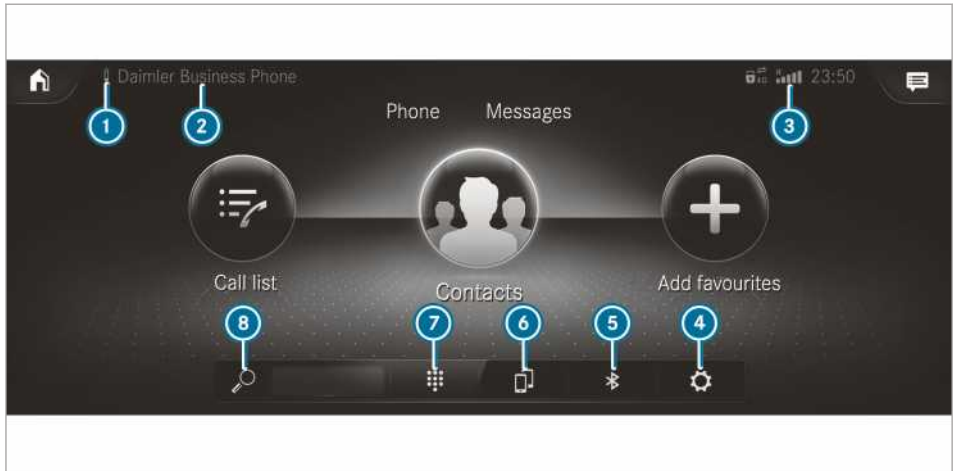 Daimler Business Phone 23:50
1 2 3
Phone Messages
Call list Contacts Add favourites
8 7 6 5 4